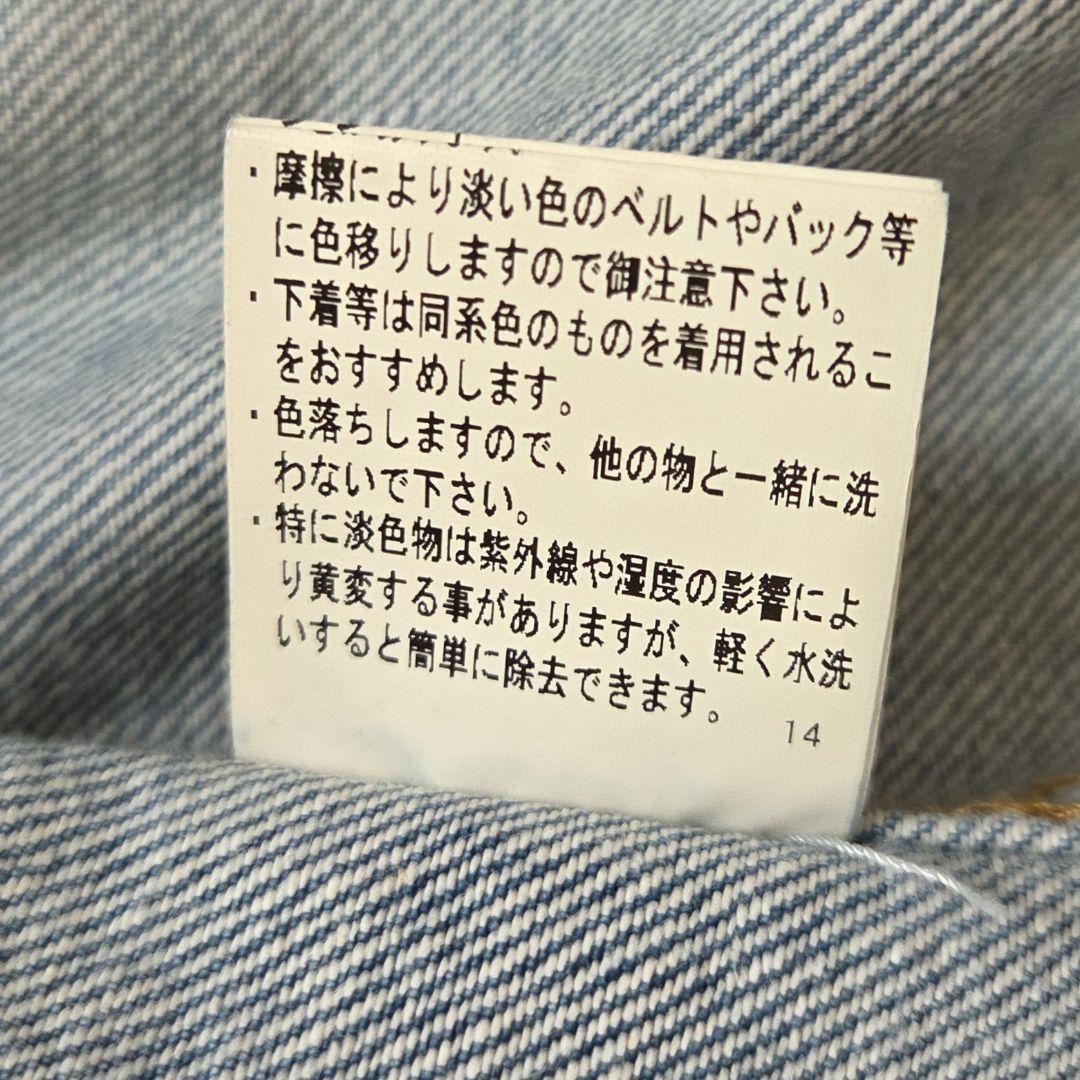 ・摩擦により淡い色のベルトやバック等
に色移りしますので御注意下さい。
・下着等は同系色のものを着用されるこ
をおすすめします。
・色落ちしますので、他の物と一緒に洗
わないで下さい。
・特に淡色物は紫外線や湿度の影響によ
り黄変する事がありますが、軽く水洗
いすると簡単に除去できます。
14